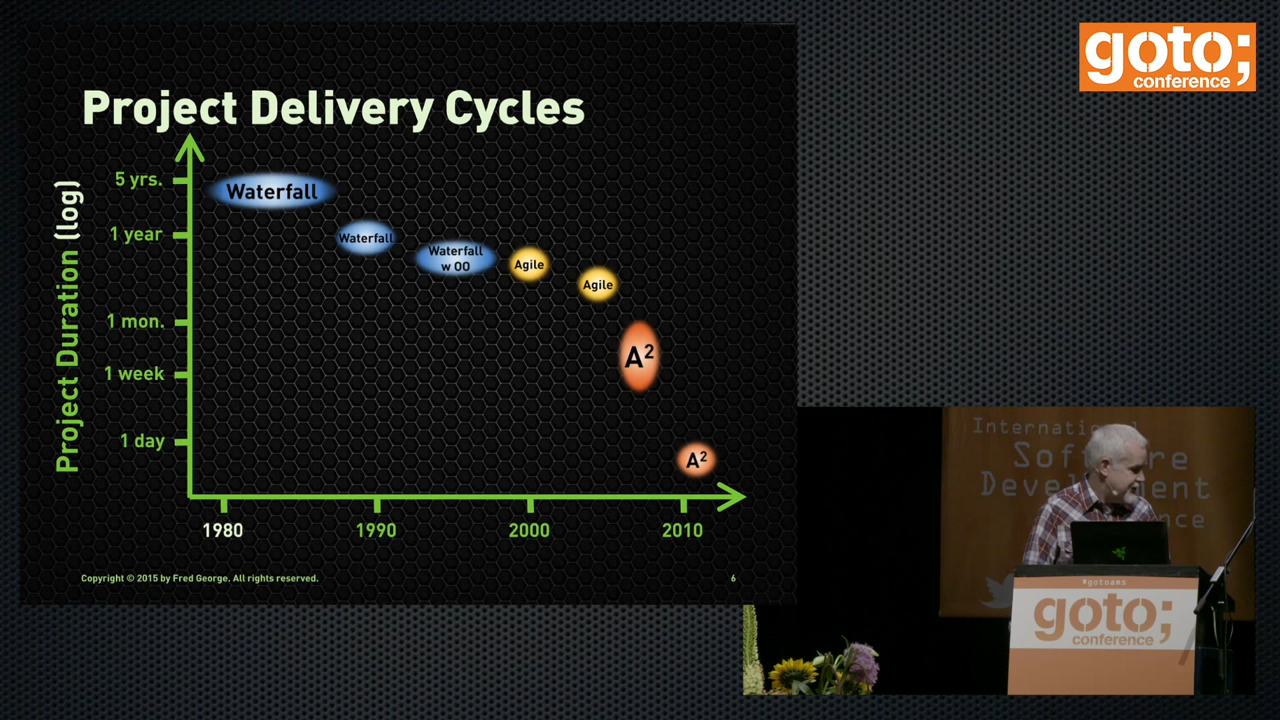 goto;
conference
Project Delivery Cycles
Project Duration (log)
5 yrs.
1 year
1 mon.
1 week
1 day
Waterfall
Waterfall
Waterfall
w OO
Agile
Agile
A²
A²
1980
1990
2000
2010
Copyright © 2015 by Fred George. All rights reserved.
6
International
#gotoams
goto;
conference